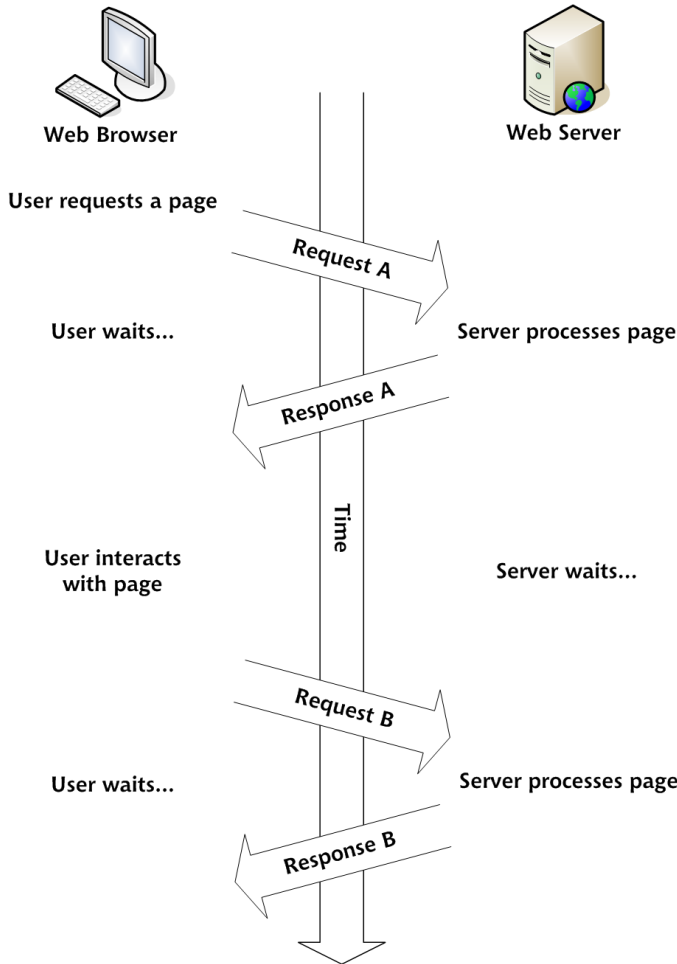 Web Browser
Web Server
User requests a page
Request A
User waits...
Server processes page
Response A
Time
User interacts
with page
Server waits...
Request B
User waits...
Server processes page
Response B